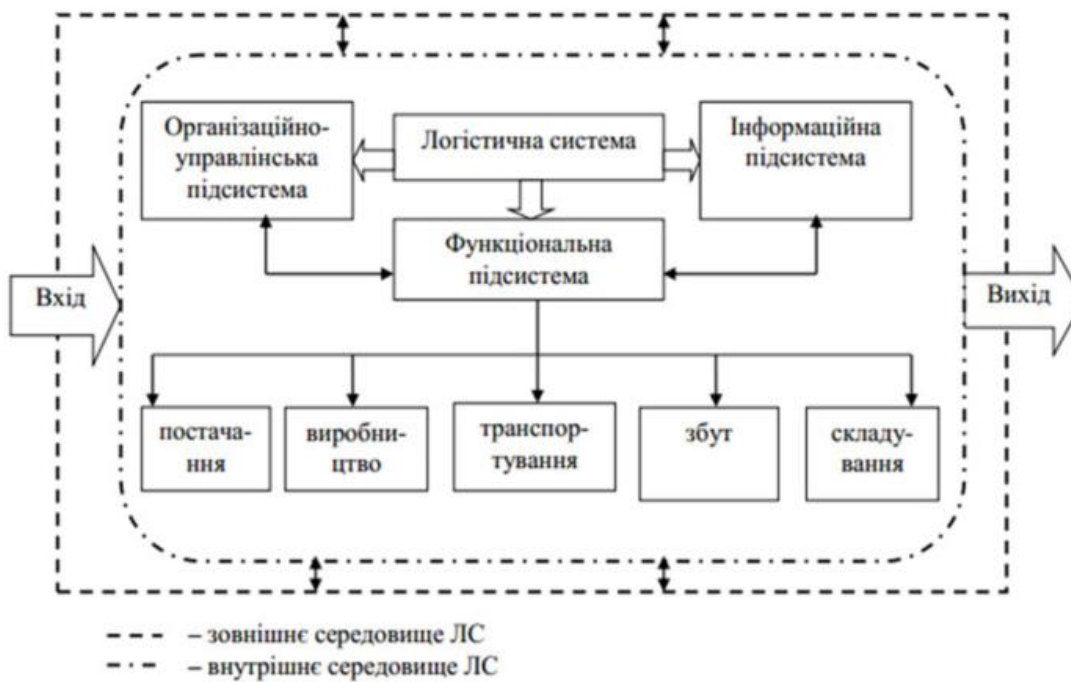 Організаційно-
управлінська
підсистема
Логістична система
Інформаційна
підсистема
Функціональна
підсистема
Вхід
Вихід
постача-
ння
виробни-
цтво
транспор-
тування
збут
складу-
вання
– зовнішнє середовище ЛС
– внутрішнє середовище ЛС